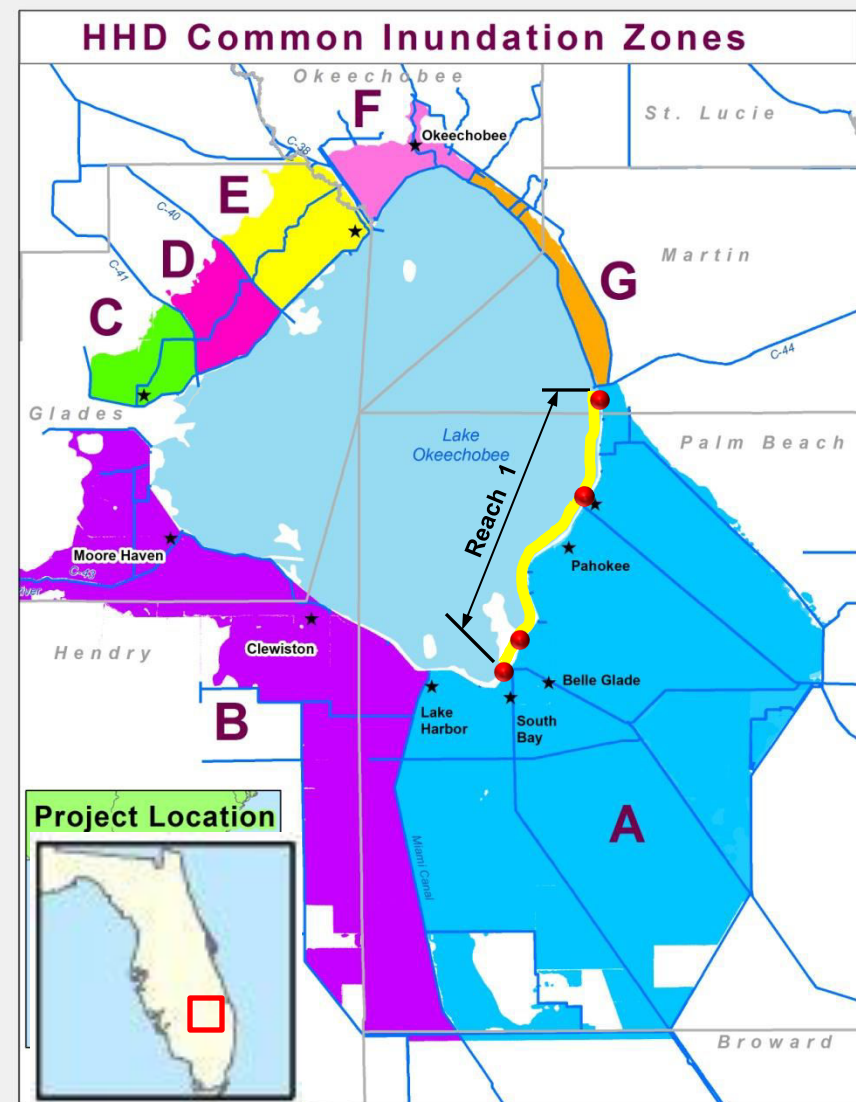 HHD Common Inundation Zones
Okeechobee
F
Okeechobee
St. Lucie
C-38
E
C-40
D
Martin
C-41
G
C
C-44
Glades
Lake
Okeechobee
Palm Beach
Reach 1
Moore Haven
C-43
River
Pahokee
Hendry
Clewiston
Belle Glade
B
Lake
Harbor
South
Bay
Project Location
A
Miami Canal
Broward